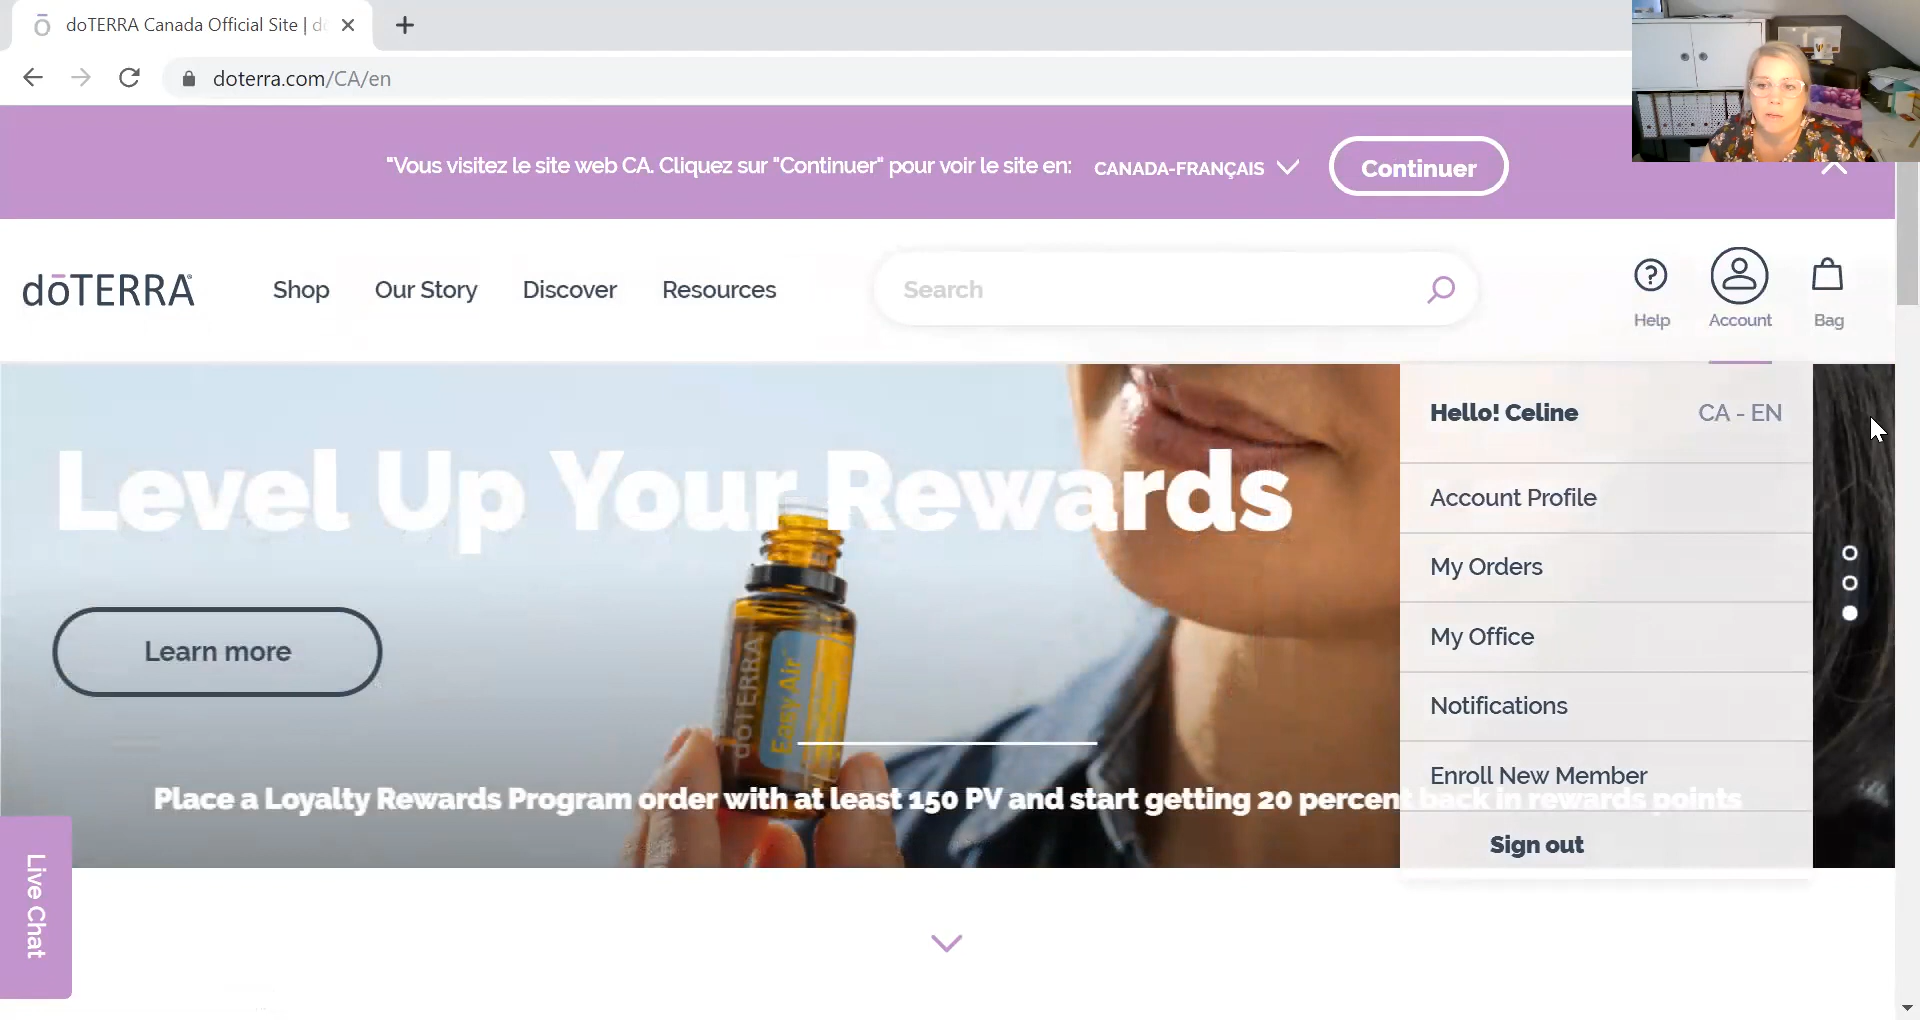 doTERRA Canada Official Site | dō
doterra.com/CA/en
"Vous visitez le site web CA. Cliquez sur "Continuer" pour voir le site en: CANADA-FRANÇAIS Continuer
dōTERRA Shop Our Story Discover Resources Search Help Account Bag
Hello! Celine CA - EN
Level Up Your Rewards
Account Profile
My Orders
My Office
Learn more
Notifications
Enroll New Member
dōTERRA
Easy Air
Place a Loyalty Rewards Program order with at least 150 PV and start getting 20 percent back in rewards points
Sign out
Live Chat